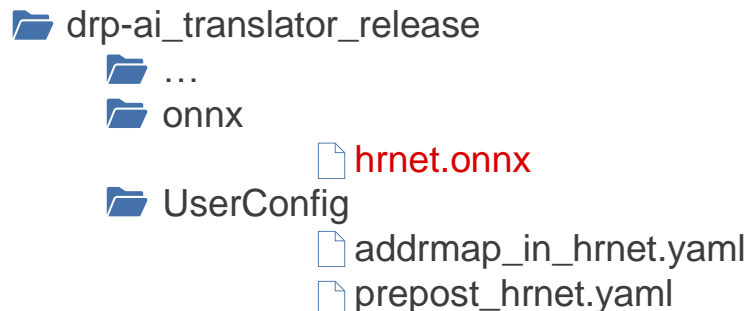 drp-ai_translator_release
…
onnx
hrnet.onnx
UserConfig
addrmap_in_hrnet.yaml
prepost_hrnet.yaml